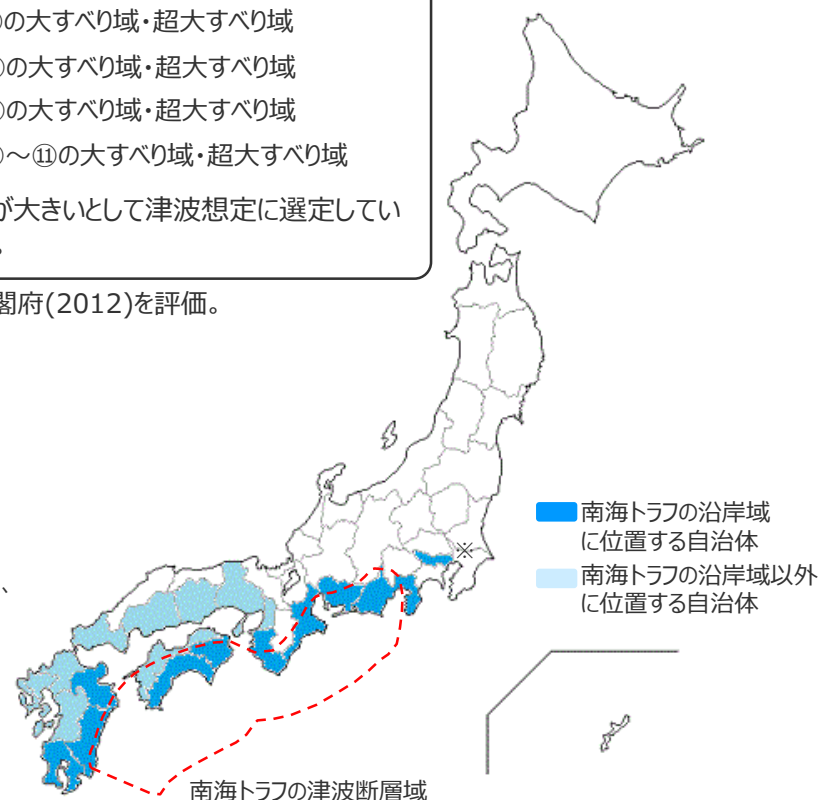 の大すべり域・超大すべり域
の大すべり域・超大すべり域
の大すべり域・超大すべり域
～⑪の大すべり域・超大すべり域
が大きいとして津波想定に選定してい
閣府(2012)を評価。
※
南海トラフの沿岸域
に位置する自治体
南海トラフの沿岸域以外
に位置する自治体
、
南海トラフの津波断層域